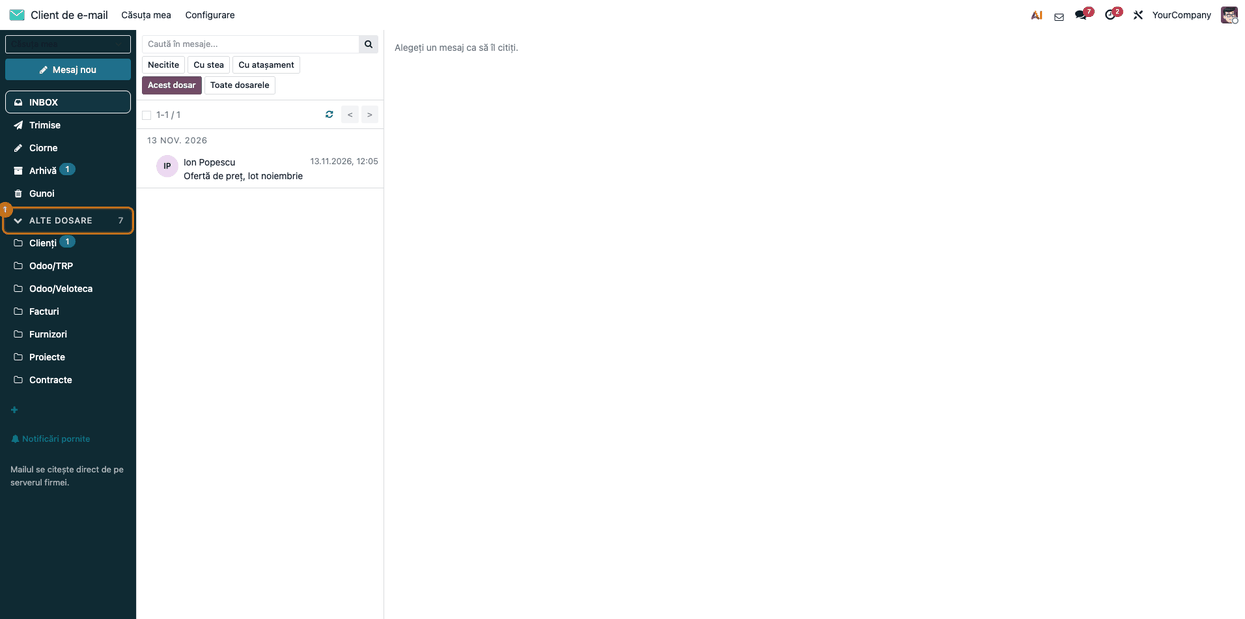 Client de e-mail Căsuța mea Configurare
AI 7 2 YourCompany
Mesaj nou
INBOX
Trimise
Ciorne
Arhivă 1
Gunoi
1
ALTE DOSARE 7
Clienți 1
Odoo/TRP
Odoo/Veloteca
Facturi
Furnizori
Proiecte
Contracte
+
Notificări pornite
Mailul se citește direct de pe
serverul firmei.
Caută în mesaje...
Necitite Cu stea Cu atașament
Acest dosar Toate dosarele
1-1 / 1 < >
13 NOV. 2026
IP Ion Popescu 13.11.2026, 12:05
Ofertă de preț, lot noiembrie
Alegeți un mesaj ca să îl citiți.